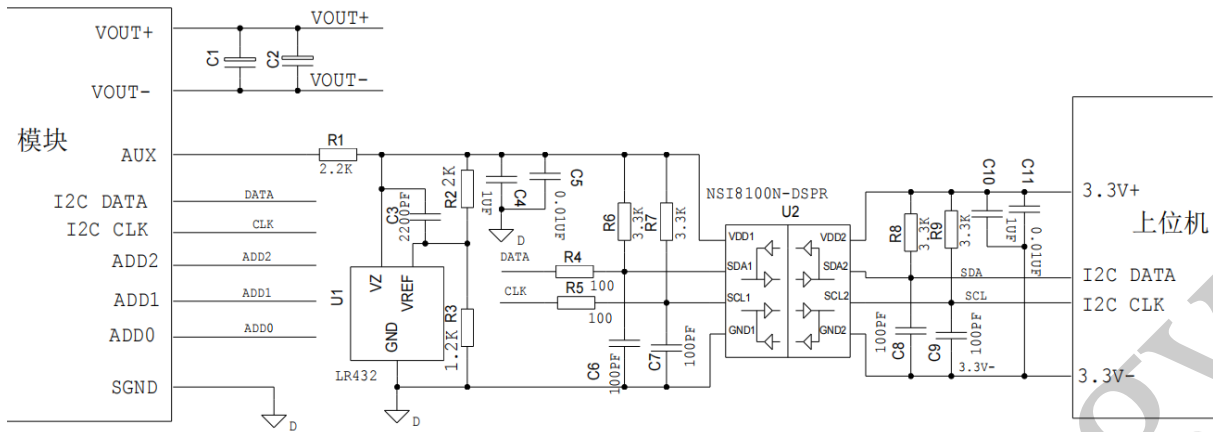 VOUT+
VOUT-
模块
AUX
I2C DATA
I2C CLK
ADD2
ADD1
ADD0
SGND
VOUT+
VOUT-
C1
C2
R1
2.2K
DATA
CLK
ADD2
ADD1
ADD0
D
C3
2200PF
R2
2K
U1
VZ
VREF
GND
LR432
R3
1.2K
D
C4
1UF
C5
0.01UF
D
DATA
R4
100
CLK
R5
100
R6
3.3K
R7
3.3K
C6
100PF
C7
100PF
NSI8100N-DSPR
U2
VDD1
SDA1
SCL1
GND1
VDD2
SDA2
SCL2
GND2
R8
3.3K
R9
3.3K
C10
1UF
C11
0.01UF
SDA
SCL
C8
100PF
C9
100PF
3.3V-
3.3V+
上位机
I2C DATA
I2C CLK
3.3V-